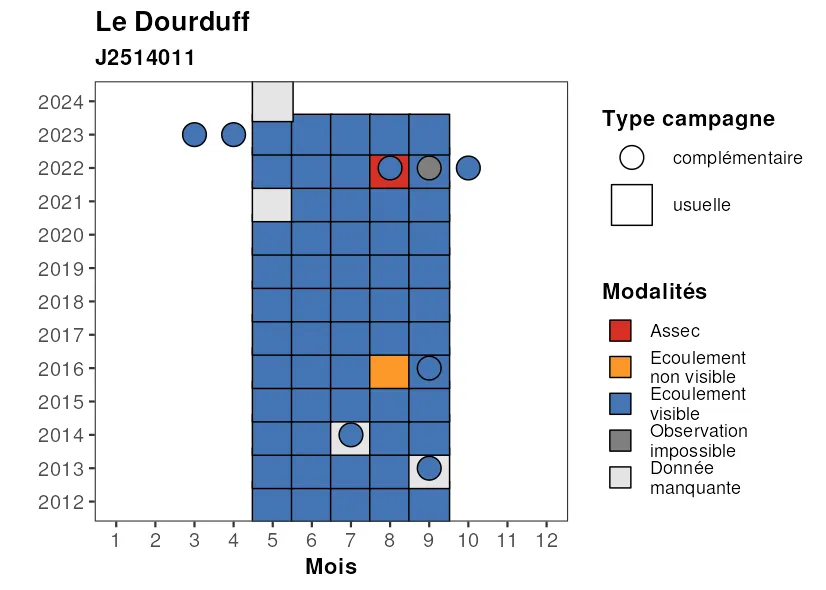 Le Dourduff
J2514011
2024
2023
2022
2021
2020
2019
2018
2017
2016
2015
2014
2013
2012
1 2 3 4 5 6 7 8 9 10 11 12
Mois
Type campagne
complémentaire
usuelle
Modalités
Assec
Ecoulement
non visible
Ecoulement
visible
Observation
impossible
Donnée
manquante